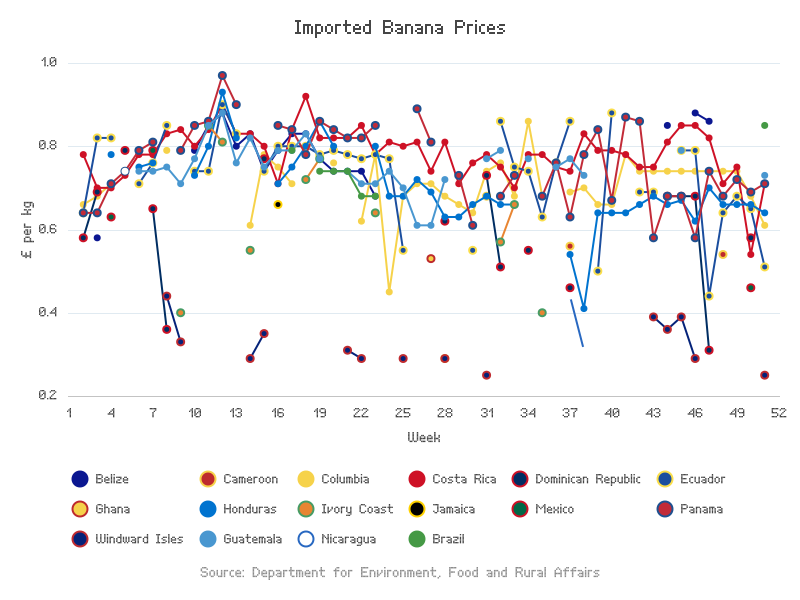 Imported Banana Prices
1.0
0.8
0.6
0.4
0.2
£ per kg
1 4 7 10 13 16 19 22 25 28 31 34 37 40 43 46 49 52
Week
Belize Cameroon Columbia Costa Rica Dominican Republic Ecuador
Ghana Honduras Ivory Coast Jamaica Mexico Panama
Windward Isles Guatemala Nicaragua Brazil
Source: Department for Environment, Food and Rural Affairs